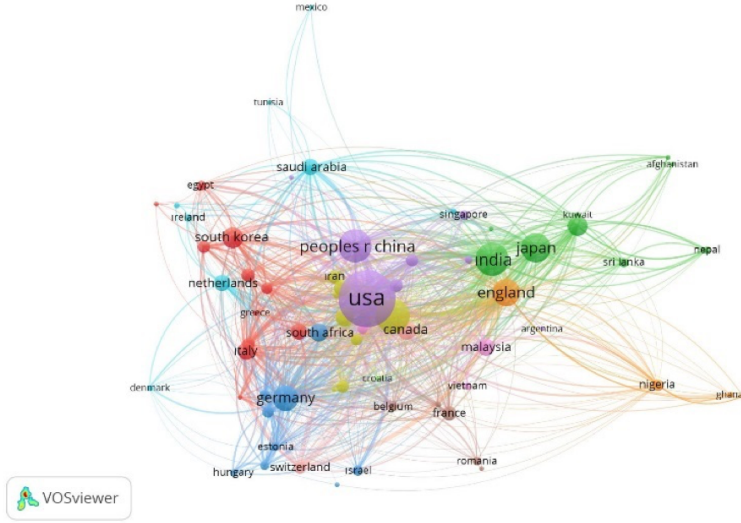 mexico
tunisia
saudi arabia
afghanistan
egypt
ireland
singapore
kuwait
south korea
peoples r china
japan
nepal
india
sri lanka
iran
netherlands
usa
england
greece
south africa
canada
argentina
italy
malaysia
croatia
denmark
vietnam
nigeria
germany
ghana
belgium
france
estonia
hungary
switzerland
israel
romania
VOSviewer